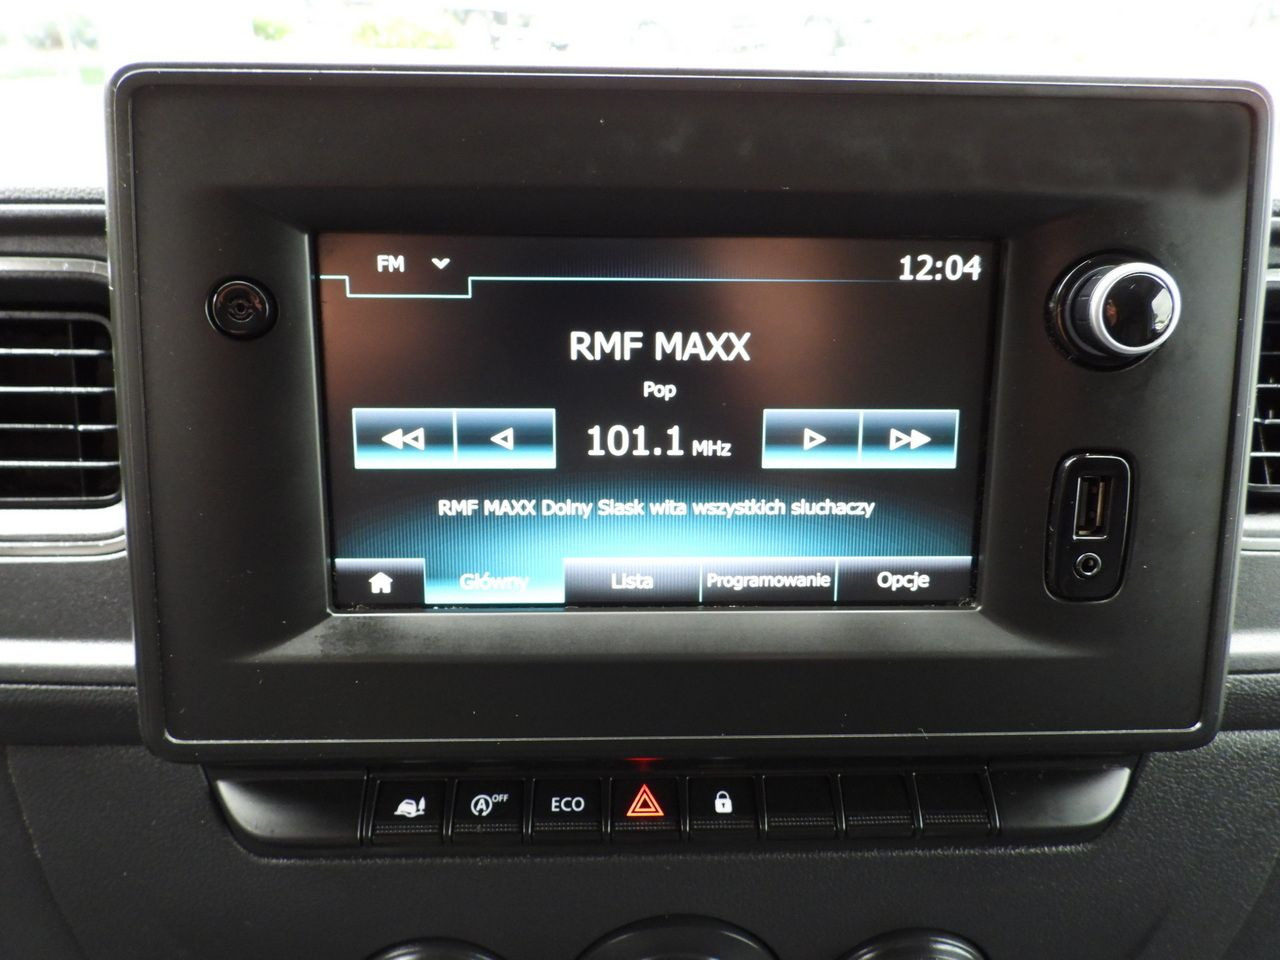 FM
12:04
RMF MAXX
Pop
101.1 MHz
RMF MAXX Dolny Slask wita wszystkich sluchaczy
Główny Lista Programowanie Opcje
A OFF ECO